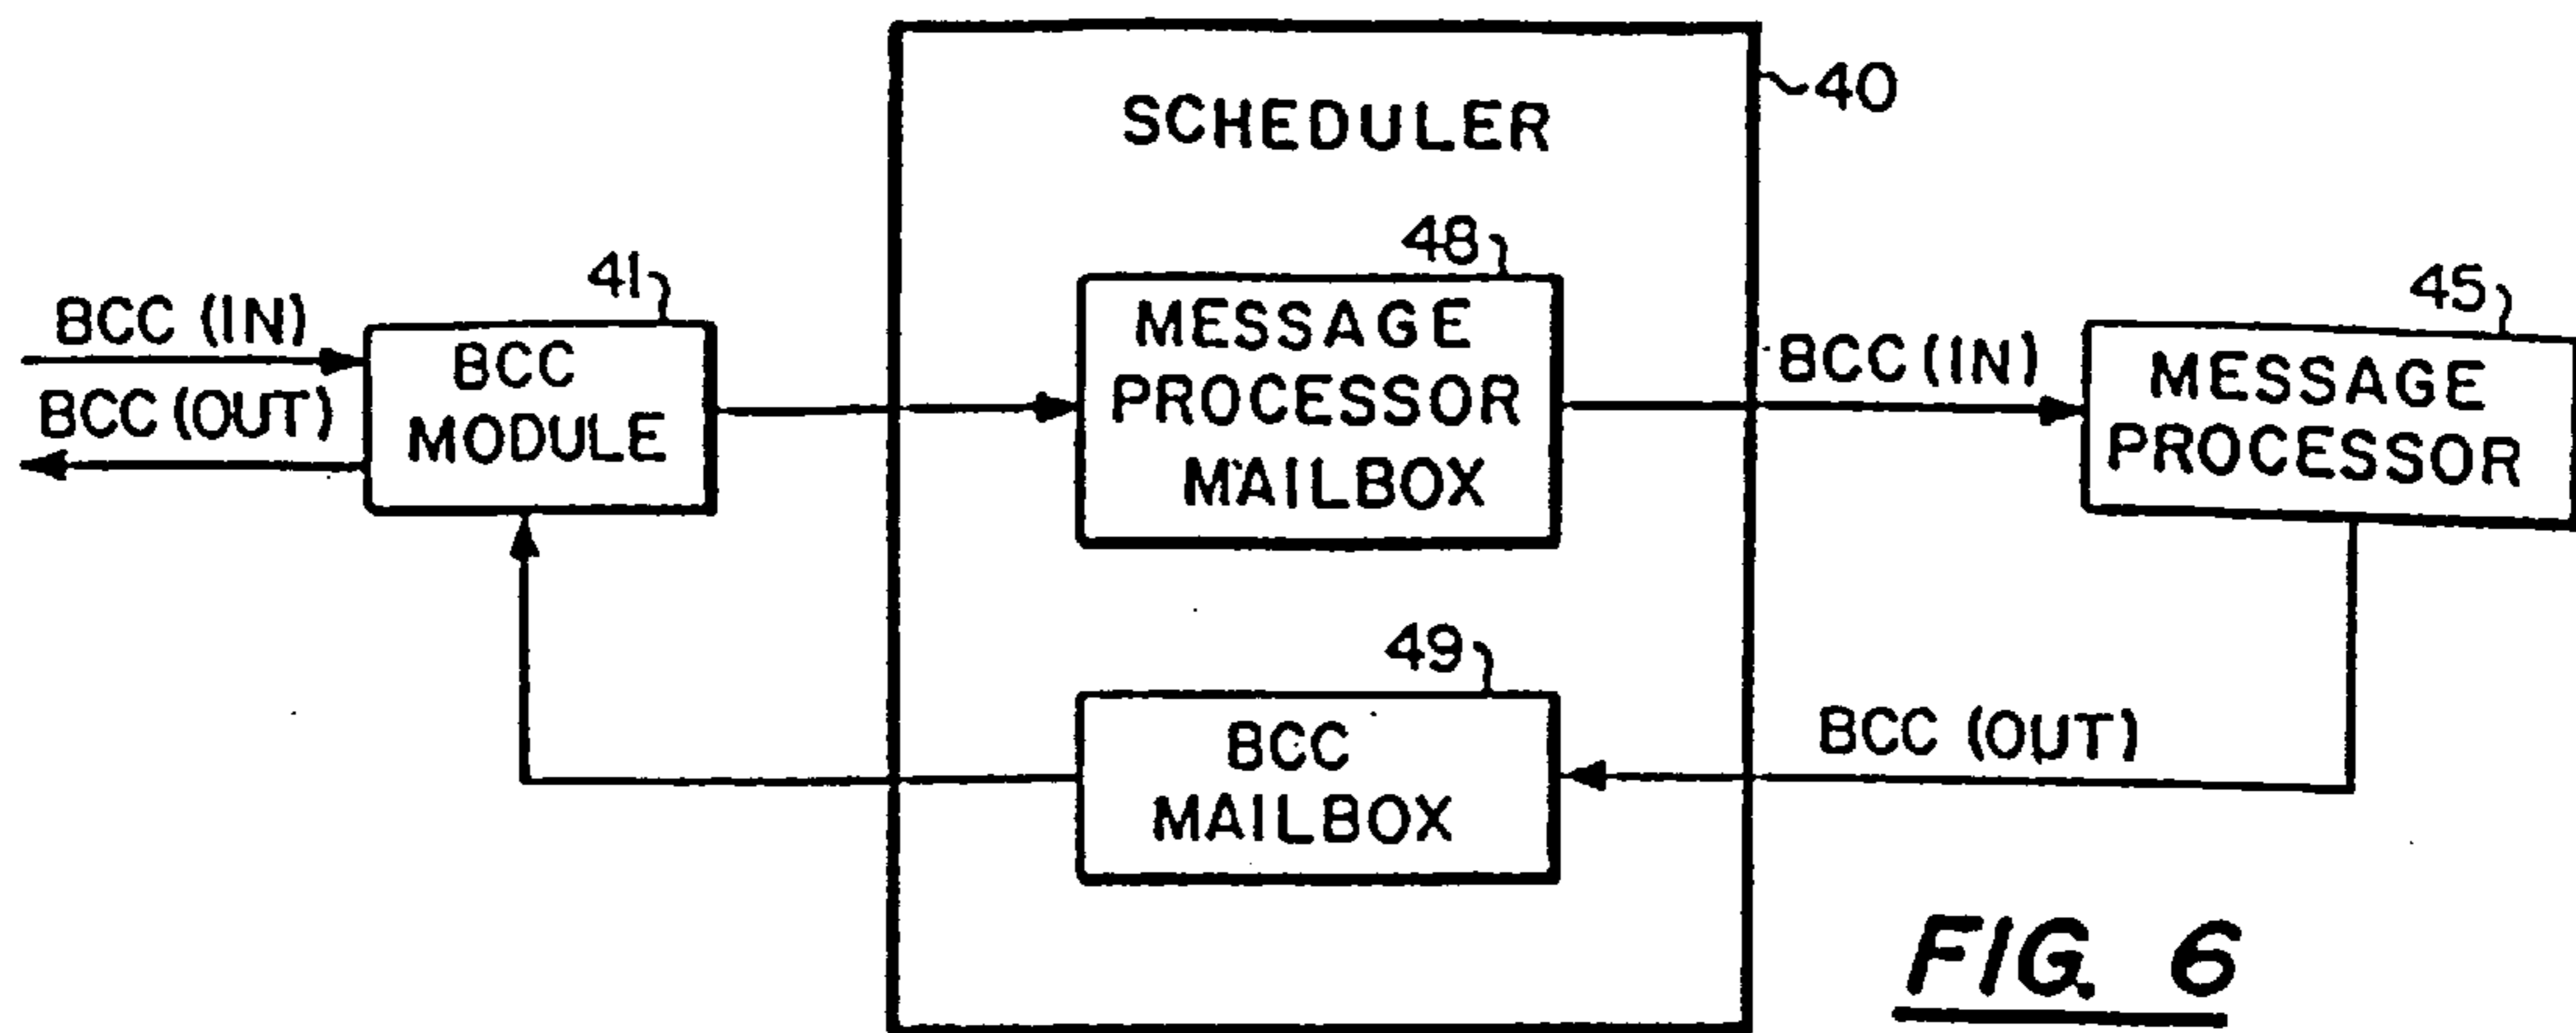 40
SCHEDULER
41
BCC (IN)
BCC (OUT)
BCC
MODULE
48
MESSAGE
PROCESSOR
MAILBOX
BCC (IN)
45
MESSAGE
PROCESSOR
49
BCC
MAILBOX
BCC (OUT)
FIG. 6